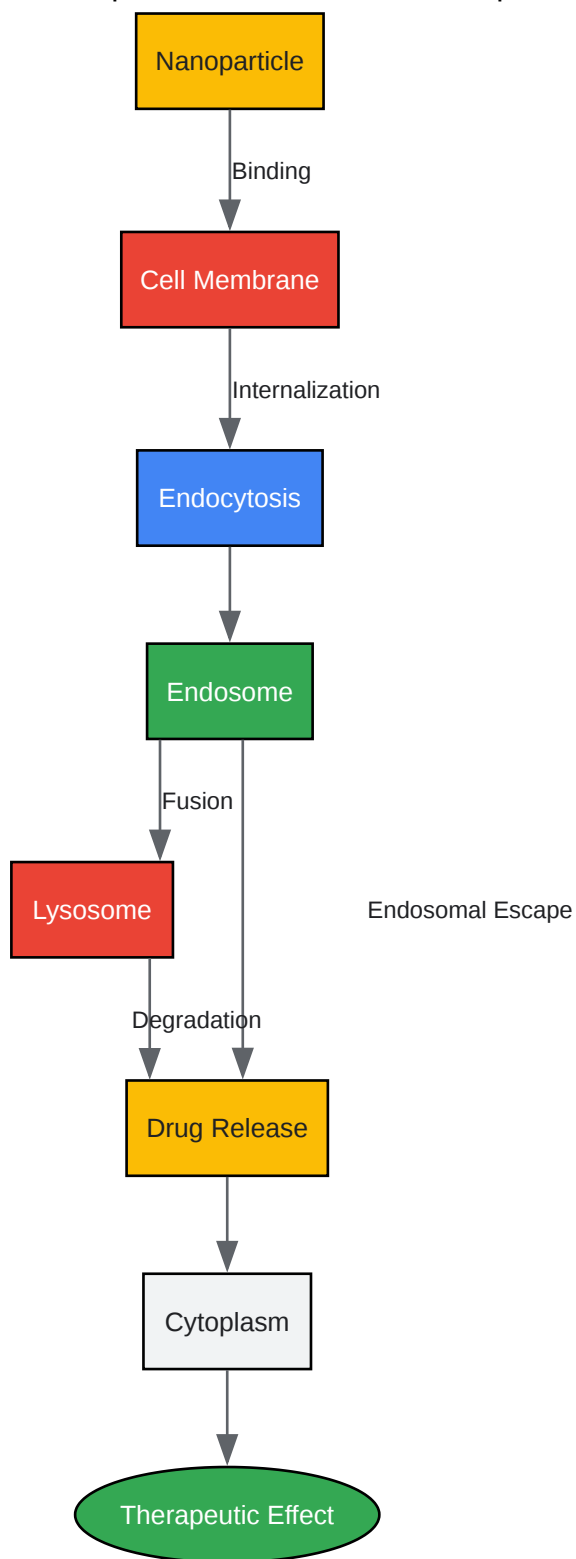 Nanoparticle
Binding
Cell Membrane
Internalization
Endocytosis
Endosome
Fusion
Lysosome
Endosomal Escape
Degradation
Drug Release
Cytoplasm
Therapeutic Effect